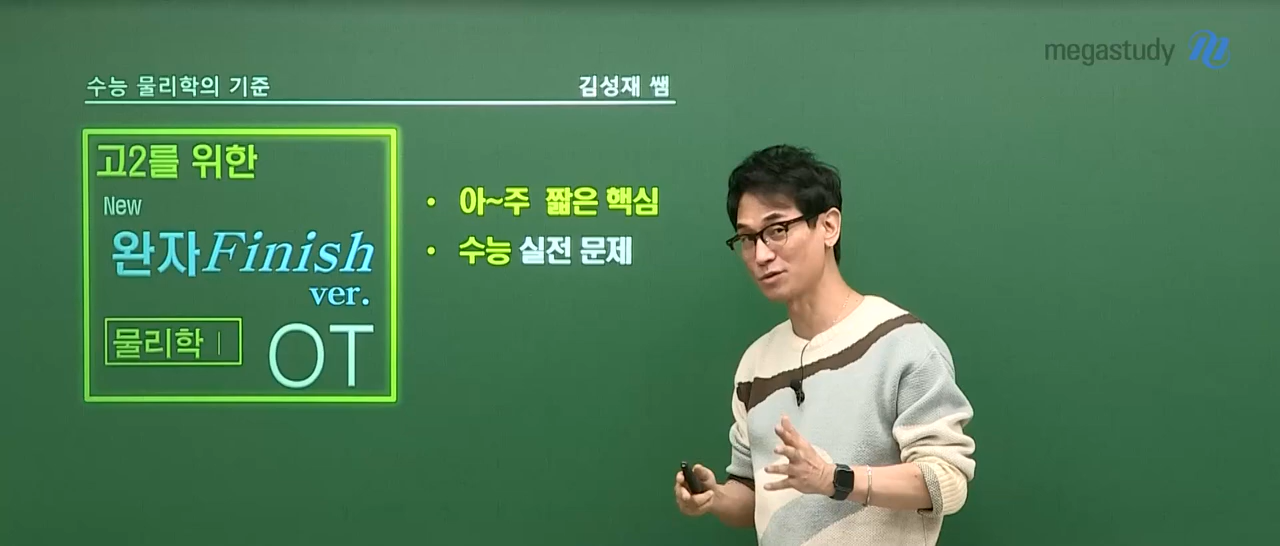 megastudy
수능 물리학의 기준 김성재 쌤
고2를 위한
New
완자Finish
ver.
물리학Ⅰ
OT
• 아~주 짧은 핵심
• 수능 실전 문제